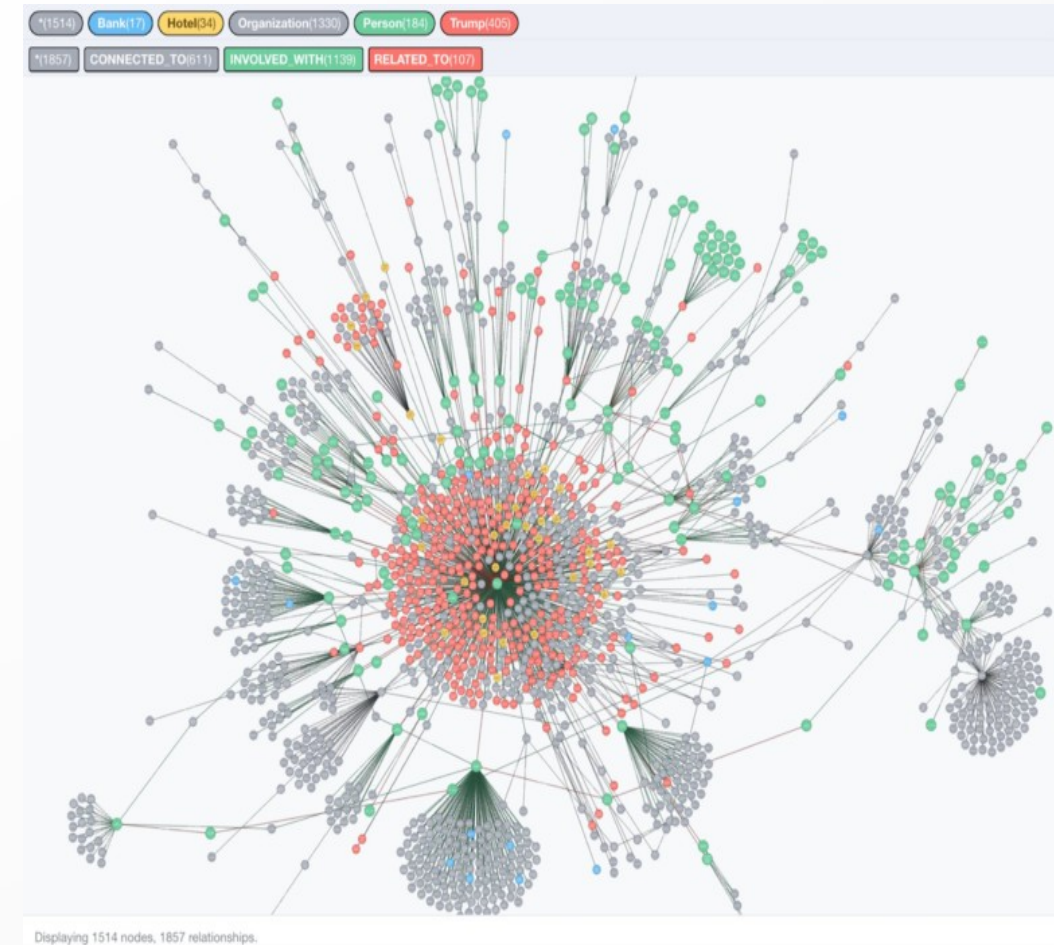 *(1514) Bank(17) Hotel(34) Organization(1330) Person(184) Trump(405)
*(1857) CONNECTED_TO(611) INVOLVED_WITH(1139) RELATED_TO(107)
Displaying 1514 nodes, 1857 relationships.